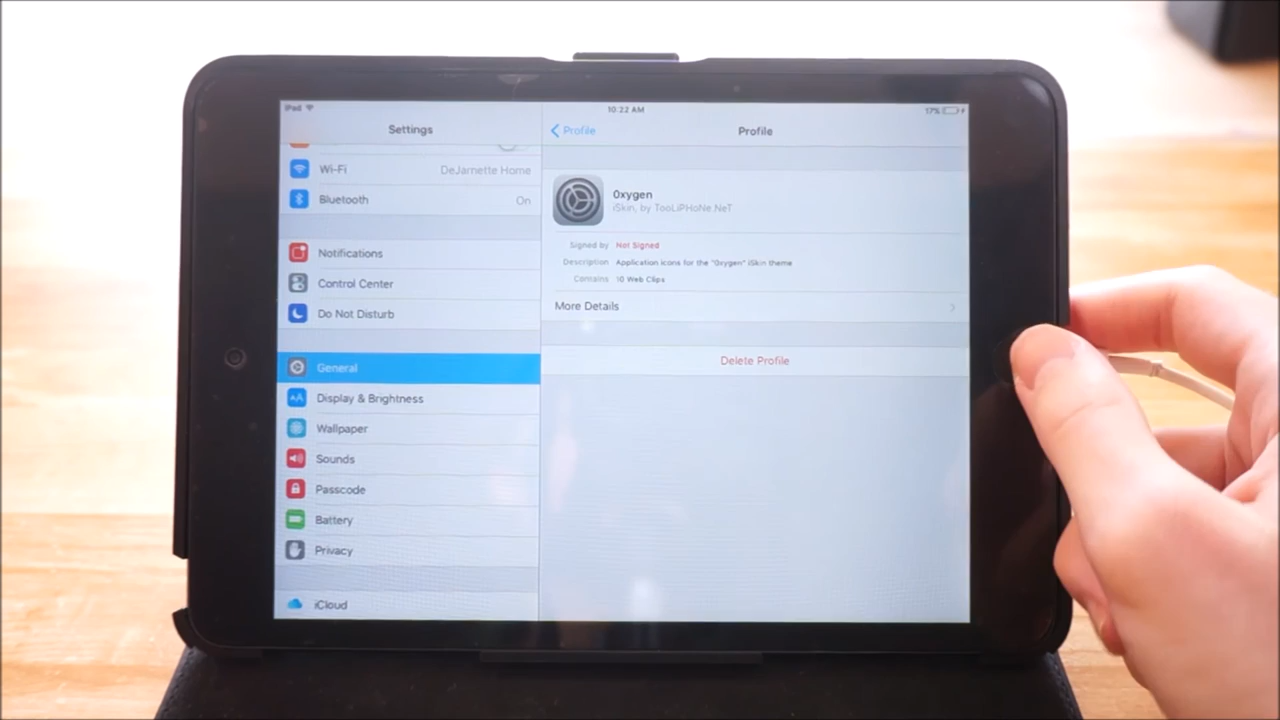 iPad
10:22 AM
17%
Settings
Profile
Profile
Wi-Fi
DeJarnette Home
Bluetooth
On
Notifications
Control Center
Do Not Disturb
General
Display & Brightness
Wallpaper
Sounds
Passcode
Battery
Privacy
iCloud
0xygen
iSkin, by TooLiPHoNe.NeT
Signed by Not Signed
Description Application icons for the "0xygen" iSkin theme
Contains 10 Web Clips
More Details
Delete Profile